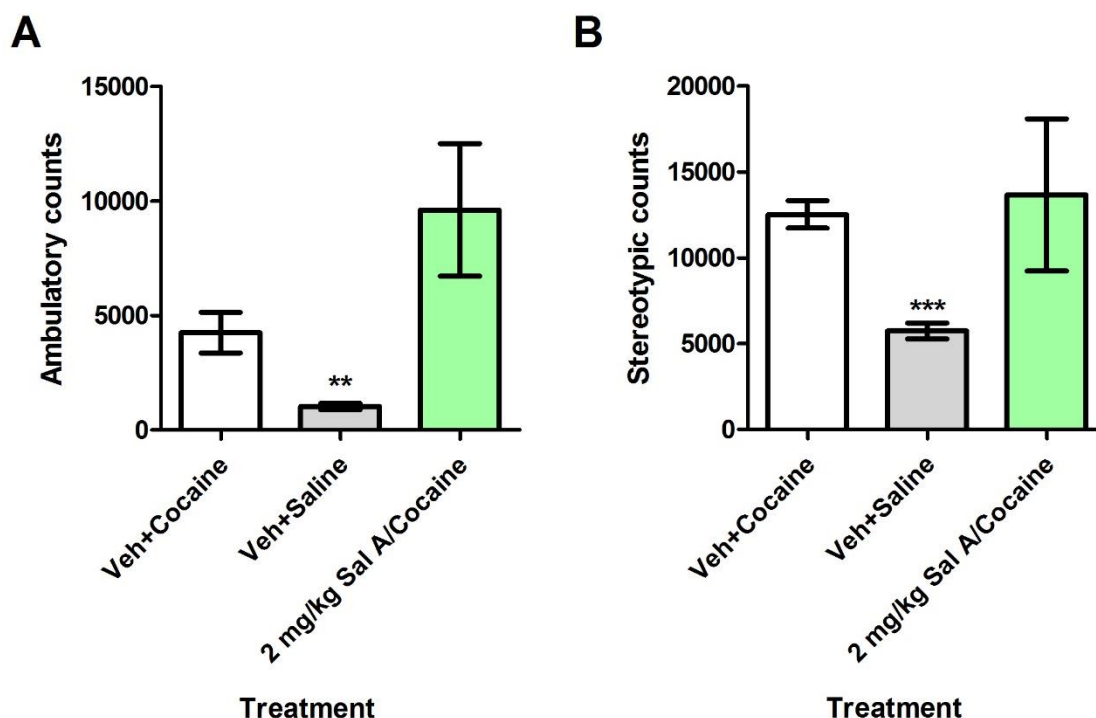 A
15000
10000
5000
0
Ambulatory counts
**
Veh+Cocaine
Veh+Saline
2 mg/kg Sal A/Cocaine
Treatment
B
20000
15000
10000
5000
0
Stereotypic counts
***
Veh+Cocaine
Veh+Saline
2 mg/kg Sal A/Cocaine
Treatment